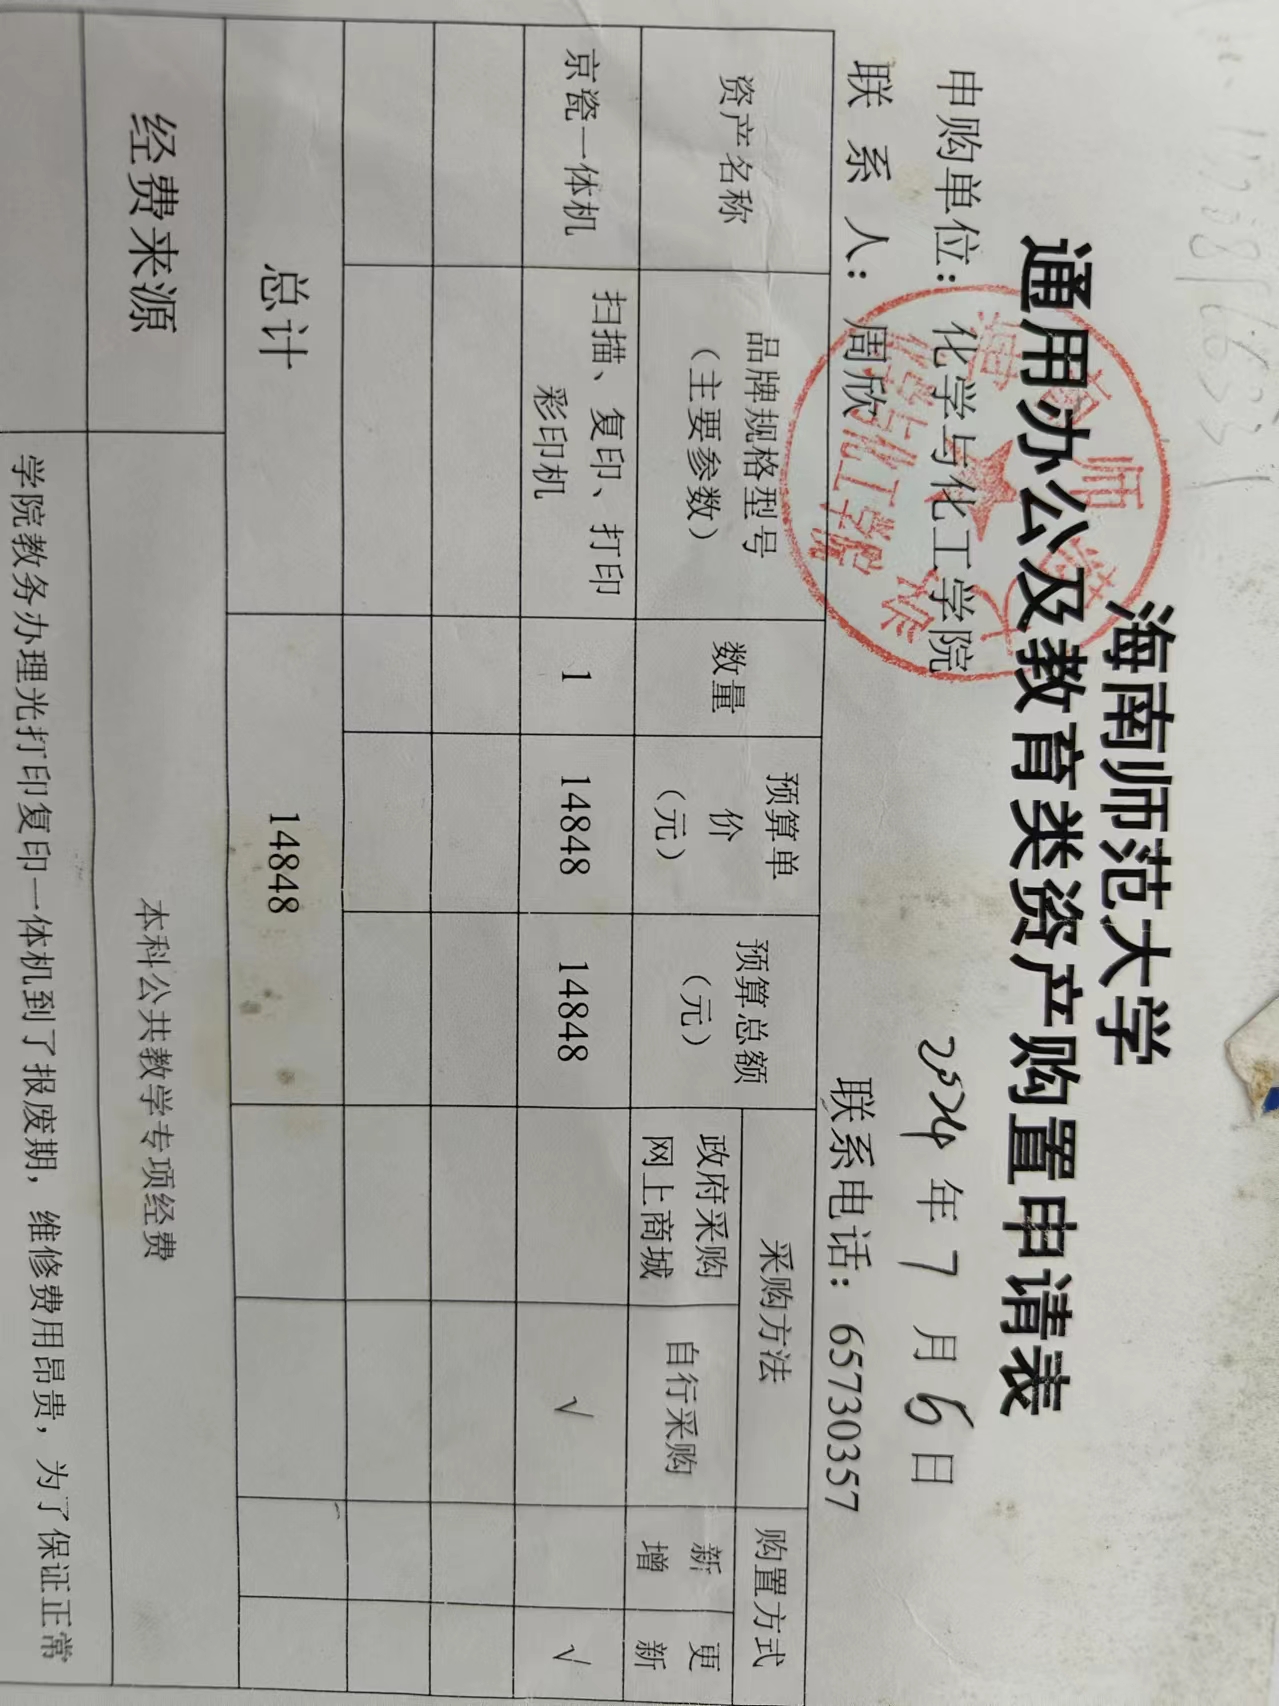 海南师范大学
通用办公及教育类资产购置申请表
2024年7月6日
申购单位：化学与化工学院
联系人：周欣 联系电话：65730357
资产名称 品牌规格型号（主要参数） 数量 预算单价（元） 预算总额（元） 采购方法 购置方式
政府采购网上商城 自行采购 新增 更新
京瓷一体机 扫描、复印、打印彩印机 1 14848 14848 √ √
总计 14848
经费来源 本科公共教学专项经费
学院教务办理光打印复印一体机到了报废期，维修费用昂贵，为了保证正常